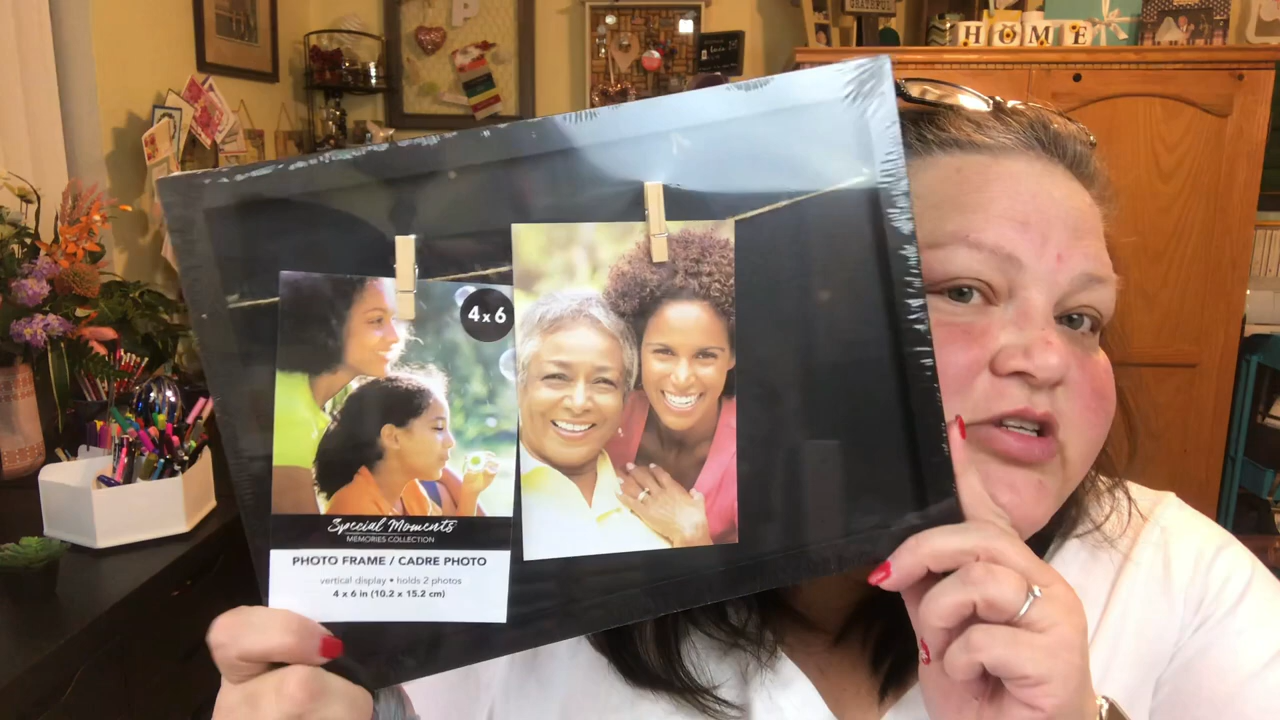 P
GRATEFUL
HOME
4x6
Special Moments
MEMORIES COLLECTION
PHOTO FRAME / CADRE PHOTO
vertical display • holds 2 photos
4 x 6 in (10.2 x 15.2 cm)